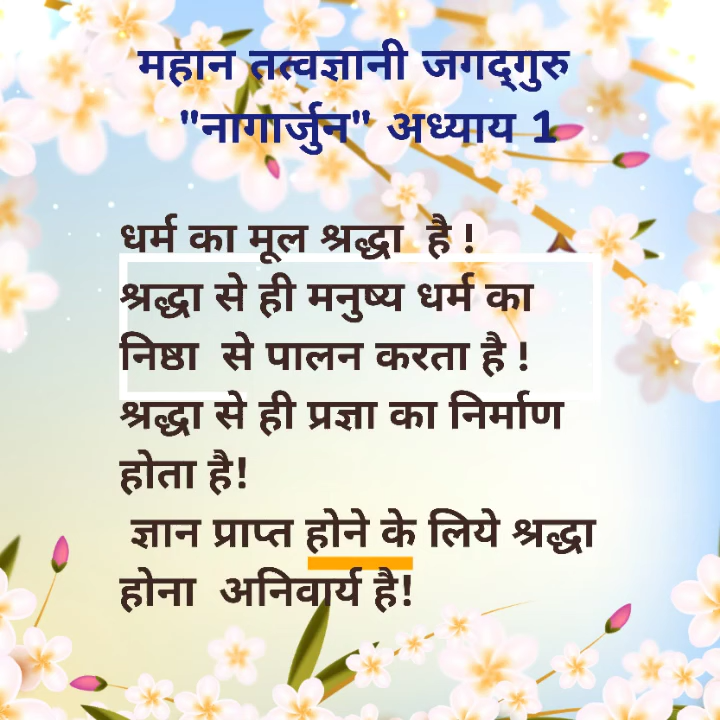 महान तत्वज्ञानी जगद्गुरु
"नागार्जुन" अध्याय 1
धर्म का मूल श्रद्धा है !
श्रद्धा से ही मनुष्य धर्म का
निष्ठा से पालन करता है !
श्रद्धा से ही प्रज्ञा का निर्माण
होता है!
ज्ञान प्राप्त होने के लिये श्रद्धा
होना अनिवार्य है!